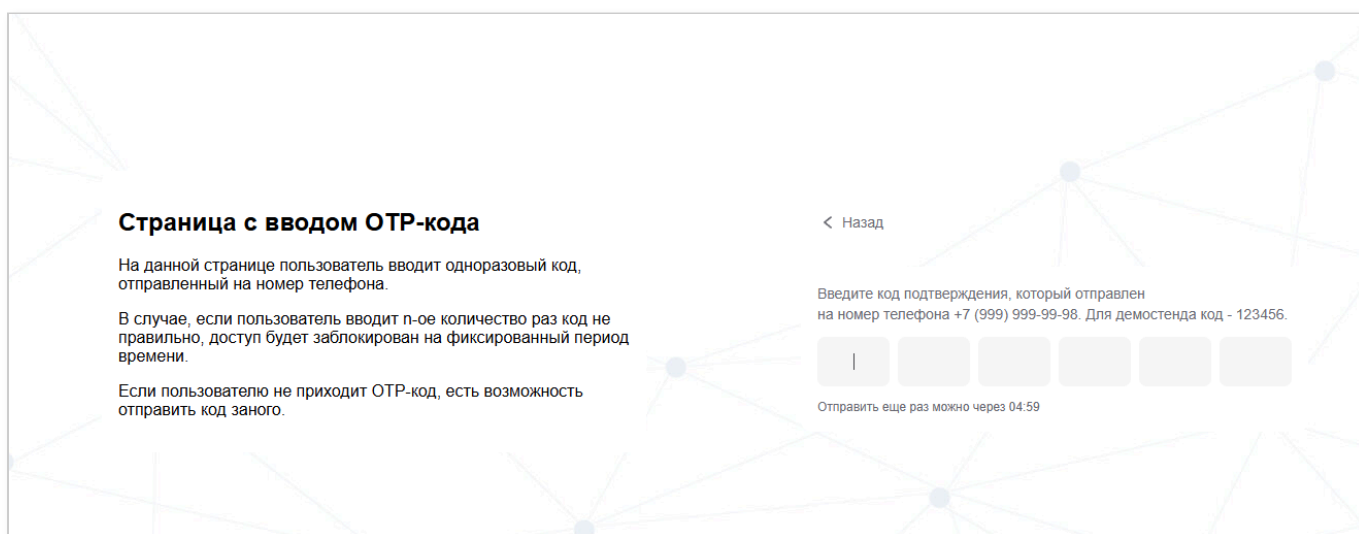 Страница с вводом ОТР-кода
На данной странице пользователь вводит одноразовый код,
отправленный на номер телефона.
В случае, если пользователь вводит n-ое количество раз код не
правильно, доступ будет заблокирован на фиксированный период
времени.
Если пользователю не приходит ОТР-код, есть возможность
отправить код заного.
Назад
Введите код подтверждения, который отправлен
на номер телефона +7 (999) 999-99-98. Для демостенда код - 123456.
Отправить еще раз можно через 04:59